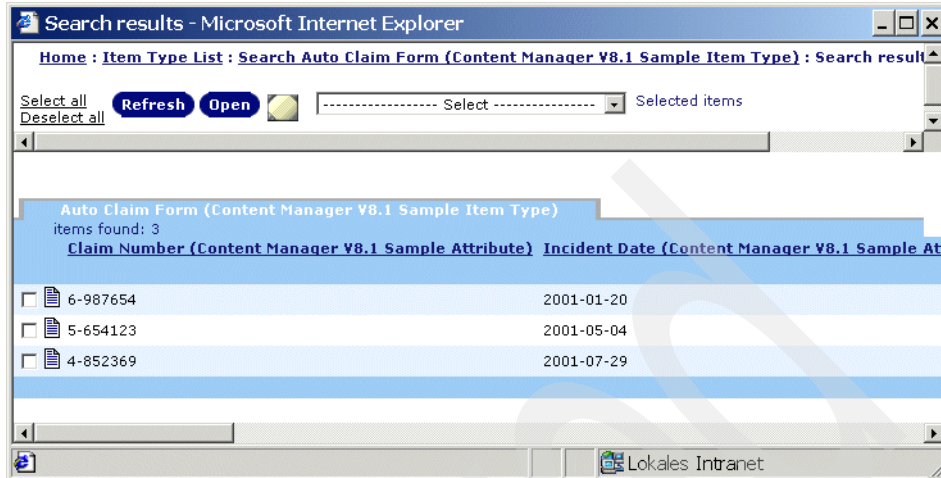 Search results - Microsoft Internet Explorer
Home : Item Type List : Search Auto Claim Form (Content Manager V8.1 Sample Item Type) : Search result
Select all
Deselect all
Refresh Open ------------------ Select ---------------- Selected items
Auto Claim Form (Content Manager V8.1 Sample Item Type)
items found: 3
Claim Number (Content Manager V8.1 Sample Attribute) Incident Date (Content Manager V8.1 Sample At
6-987654 2001-01-20
5-654123 2001-05-04
4-852369 2001-07-29
Lokales Intranet